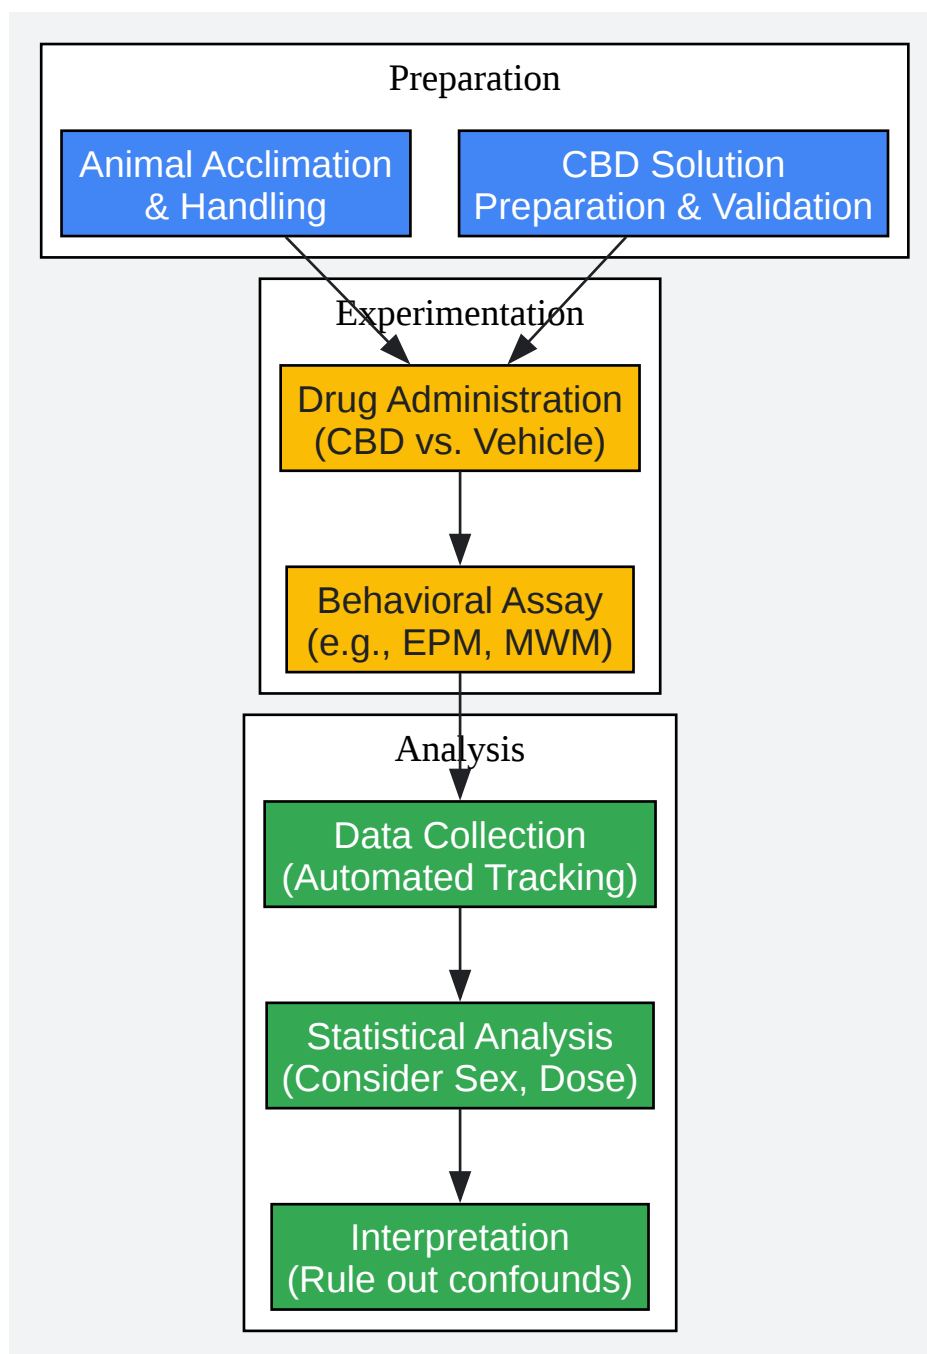 Preparation
Animal Acclimation
& Handling
CBD Solution
Preparation & Validation
Experimentation
Drug Administration
(CBD vs. Vehicle)
Behavioral Assay
(e.g., EPM, MWM)
Analysis
Data Collection
(Automated Tracking)
Statistical Analysis
(Consider Sex, Dose)
Interpretation
(Rule out confounds)